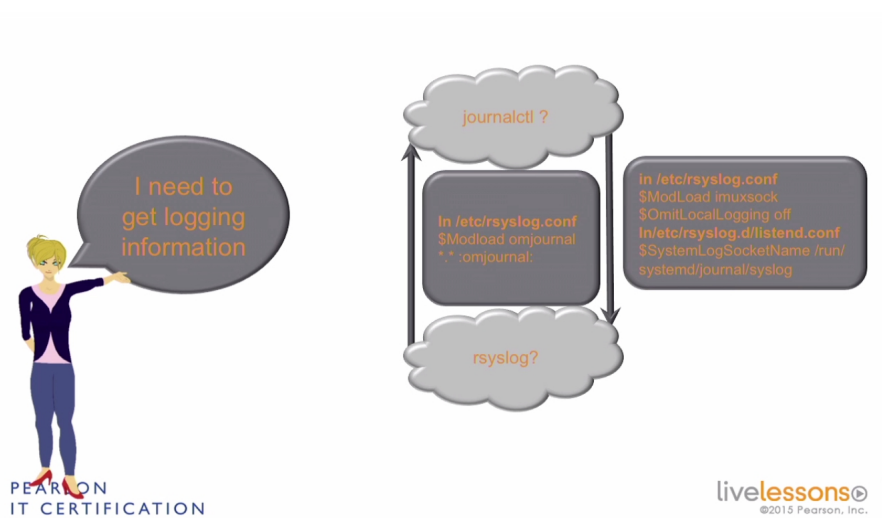 I need to
get logging
information
journalctl ?
In /etc/rsyslog.conf
$Modload omjournal
*.* :omjournal:
in /etc/rsyslog.conf
$ModLoad imuxsock
$OmitLocalLogging off
In/etc/rsyslog.d/listend.conf
$SystemLogSocketName /run/
systemd/journal/syslog
rsyslog?
PEARSON
IT CERTIFICATION
livelessons
©2015 Pearson, Inc.